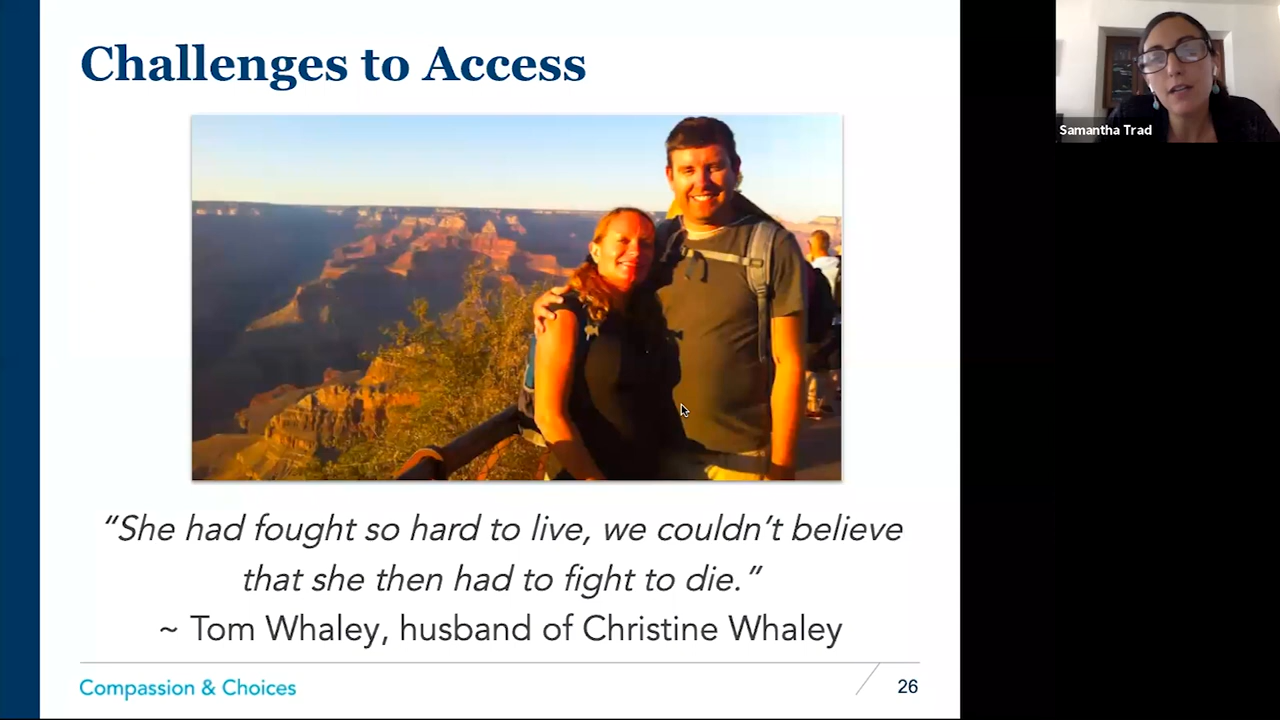 Challenges to Access
Samantha Trad
“She had fought so hard to live, we couldn’t believe
that she then had to fight to die.”
~ Tom Whaley, husband of Christine Whaley
Compassion & Choices
26